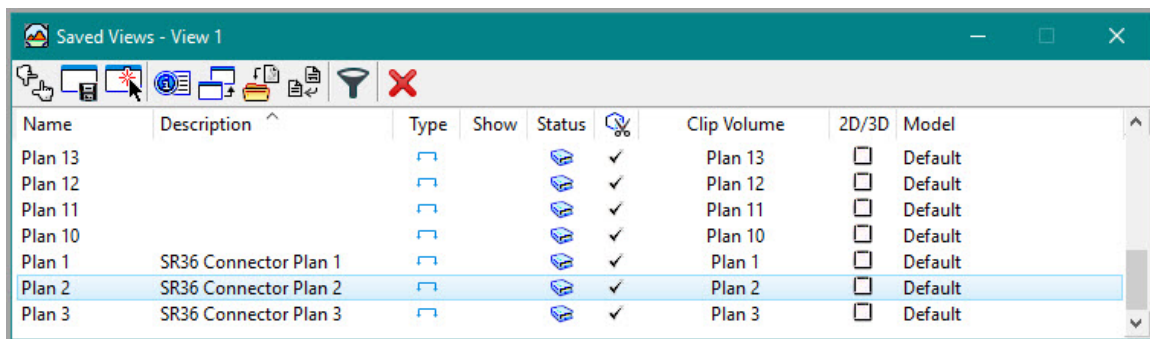 Saved Views - View 1
Name Description Type Show Status Clip Volume 2D/3D Model
Plan 13 Plan 13 Default
Plan 12 Plan 12 Default
Plan 11 Plan 11 Default
Plan 10 Plan 10 Default
Plan 1 SR36 Connector Plan 1 Plan 1 Default
Plan 2 SR36 Connector Plan 2 Plan 2 Default
Plan 3 SR36 Connector Plan 3 Plan 3 Default